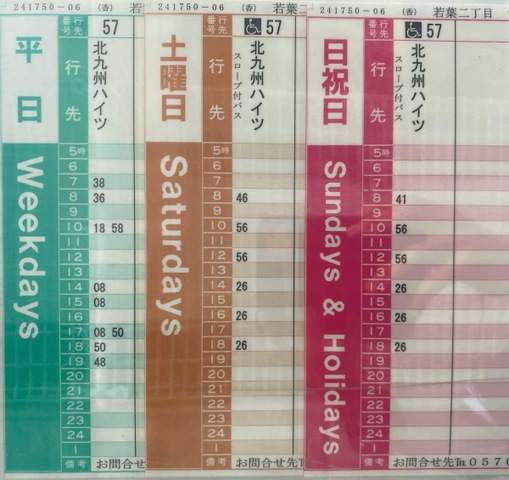 241750-06 (香) 若
平日
Weekdays
行先番号 57
行先 北九州ハイツ
5時
6
7 38
8 36
9
10 18 58
11
12
13
14 08
15 08
16
17 08 50
18 50
19 48
20
21
22
23
24
1
備考 お問合せ
241750-06 (香) 若葉二
土曜日
Saturdays
行先番号 57
行先 北九州ハイツ
スロープ付バス
5時
6
7
8 46
9
10 56
11
12 56
13
14 26
15
16 26
17
18 26
19
20
21
22
23
24
1
備考 お問合せ先
241750-06 (香) 若葉二丁目
日祝日
Sundays & Holidays
行先番号 57
行先 北九州ハイツ
スロープ付バス
5時
6
7
8 41
9
10 56
11
12 56
13
14 26
15
16 26
17
18 26
19
20
21
22
23
24
1
備考 お問合せ先℡0570